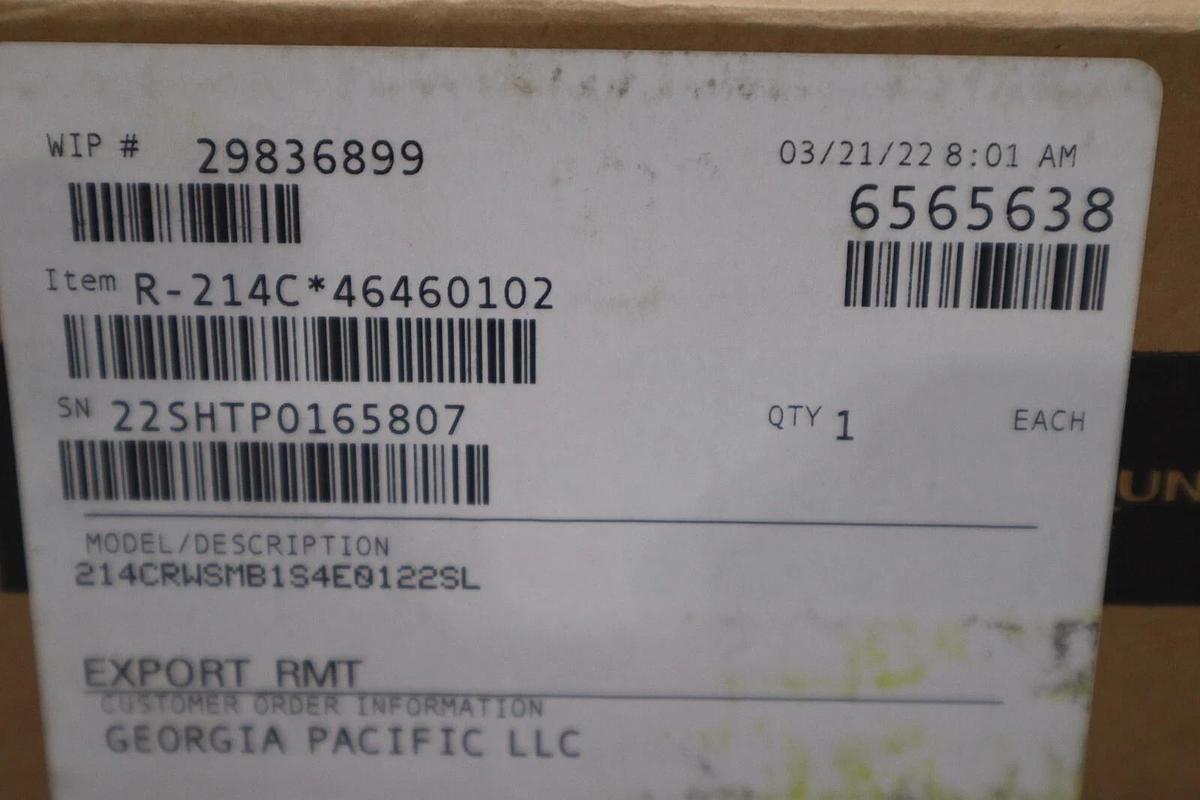 WIP # 29836899
03/21/22 8:01 AM
6565638
Item R-214C*46460102
SN 22SHTP0165807
QTY 1 EACH
MODEL/DESCRIPTION
214CRWSMB1S4E0122SL
EXPORT RMT
CUSTOMER ORDER INFORMATION
GEORGIA PACIFIC LLC
UN